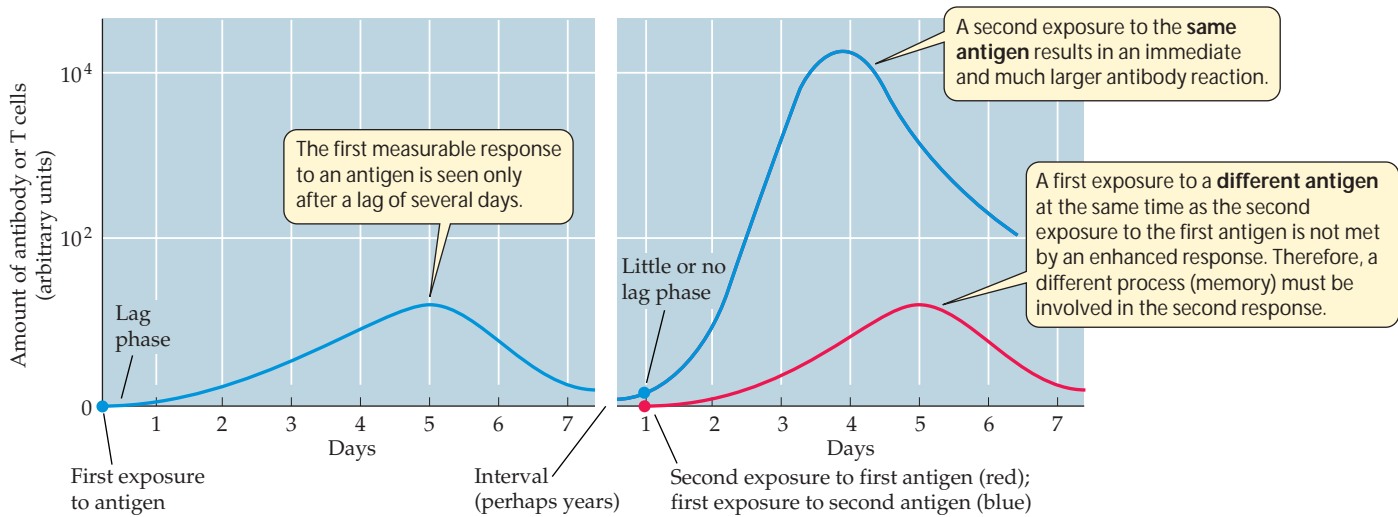 Amount of antibody or T cells
(arbitrary units)
10⁴
10²
0
Lag
phase
The first measurable response
to an antigen is seen only
after a lag of several days.
1 2 3 4 5 6 7
Days
First exposure
to antigen
Interval
(perhaps years)
A second exposure to the same
antigen results in an immediate
and much larger antibody reaction.
A first exposure to a different antigen
at the same time as the second
exposure to the first antigen is not met
by an enhanced response. Therefore, a
different process (memory) must be
involved in the second response.
Little or no
lag phase
1 2 3 4 5 6 7
Days
Second exposure to first antigen (red);
first exposure to second antigen (blue)